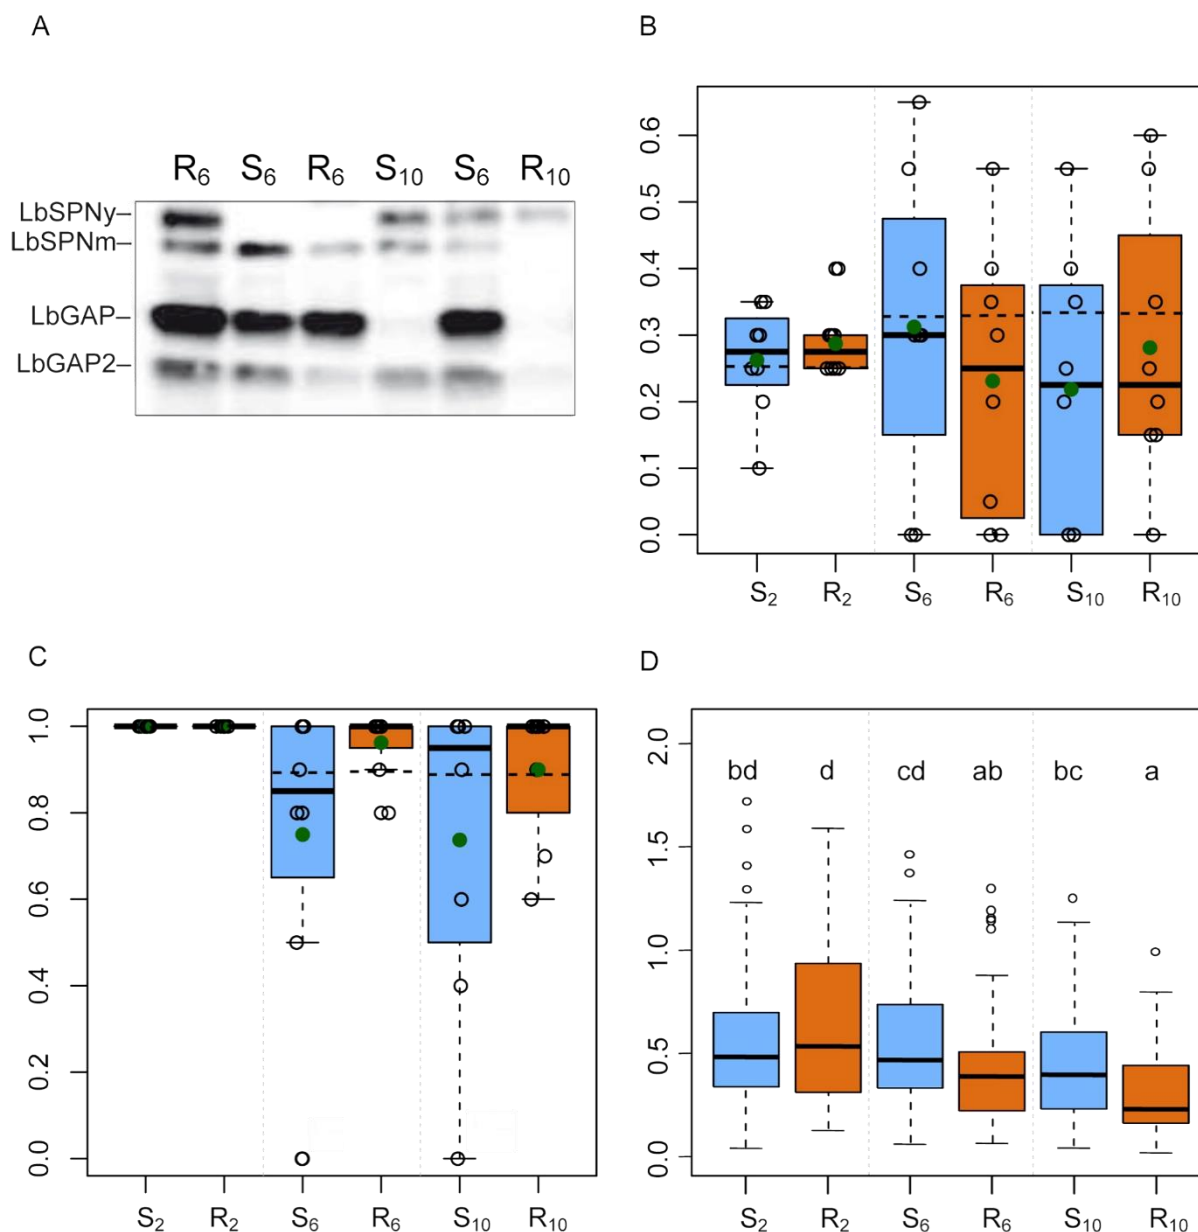 A
R6 S6 R6 S10 S6 R10
LbSPNy
LbSPNm
LbGAP
LbGAP2
B
0.6
0.5
0.4
0.3
0.2
0.1
0.0
S2 R2 S6 R6 S10 R10
C
1.0
0.8
0.6
0.4
0.2
0.0
S2 R2 S6 R6 S10 R10
D
2.0
1.5
1.0
0.5
0.0
bd d cd ab bc a
S2 R2 S6 R6 S10 R10